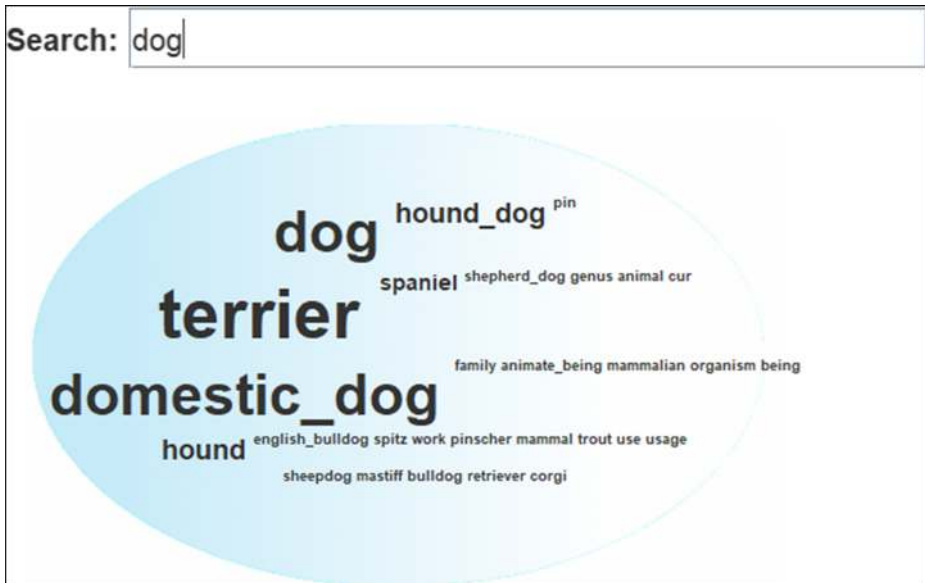 Search: dog
dog hound_dog pin
terrier spaniel shepherd_dog genus animal cur
domestic_dog family animate_being mammalian organism being
hound english_bulldog spitz work pinscher mammal trout use usage
sheepdog mastiff bulldog retriever corgi